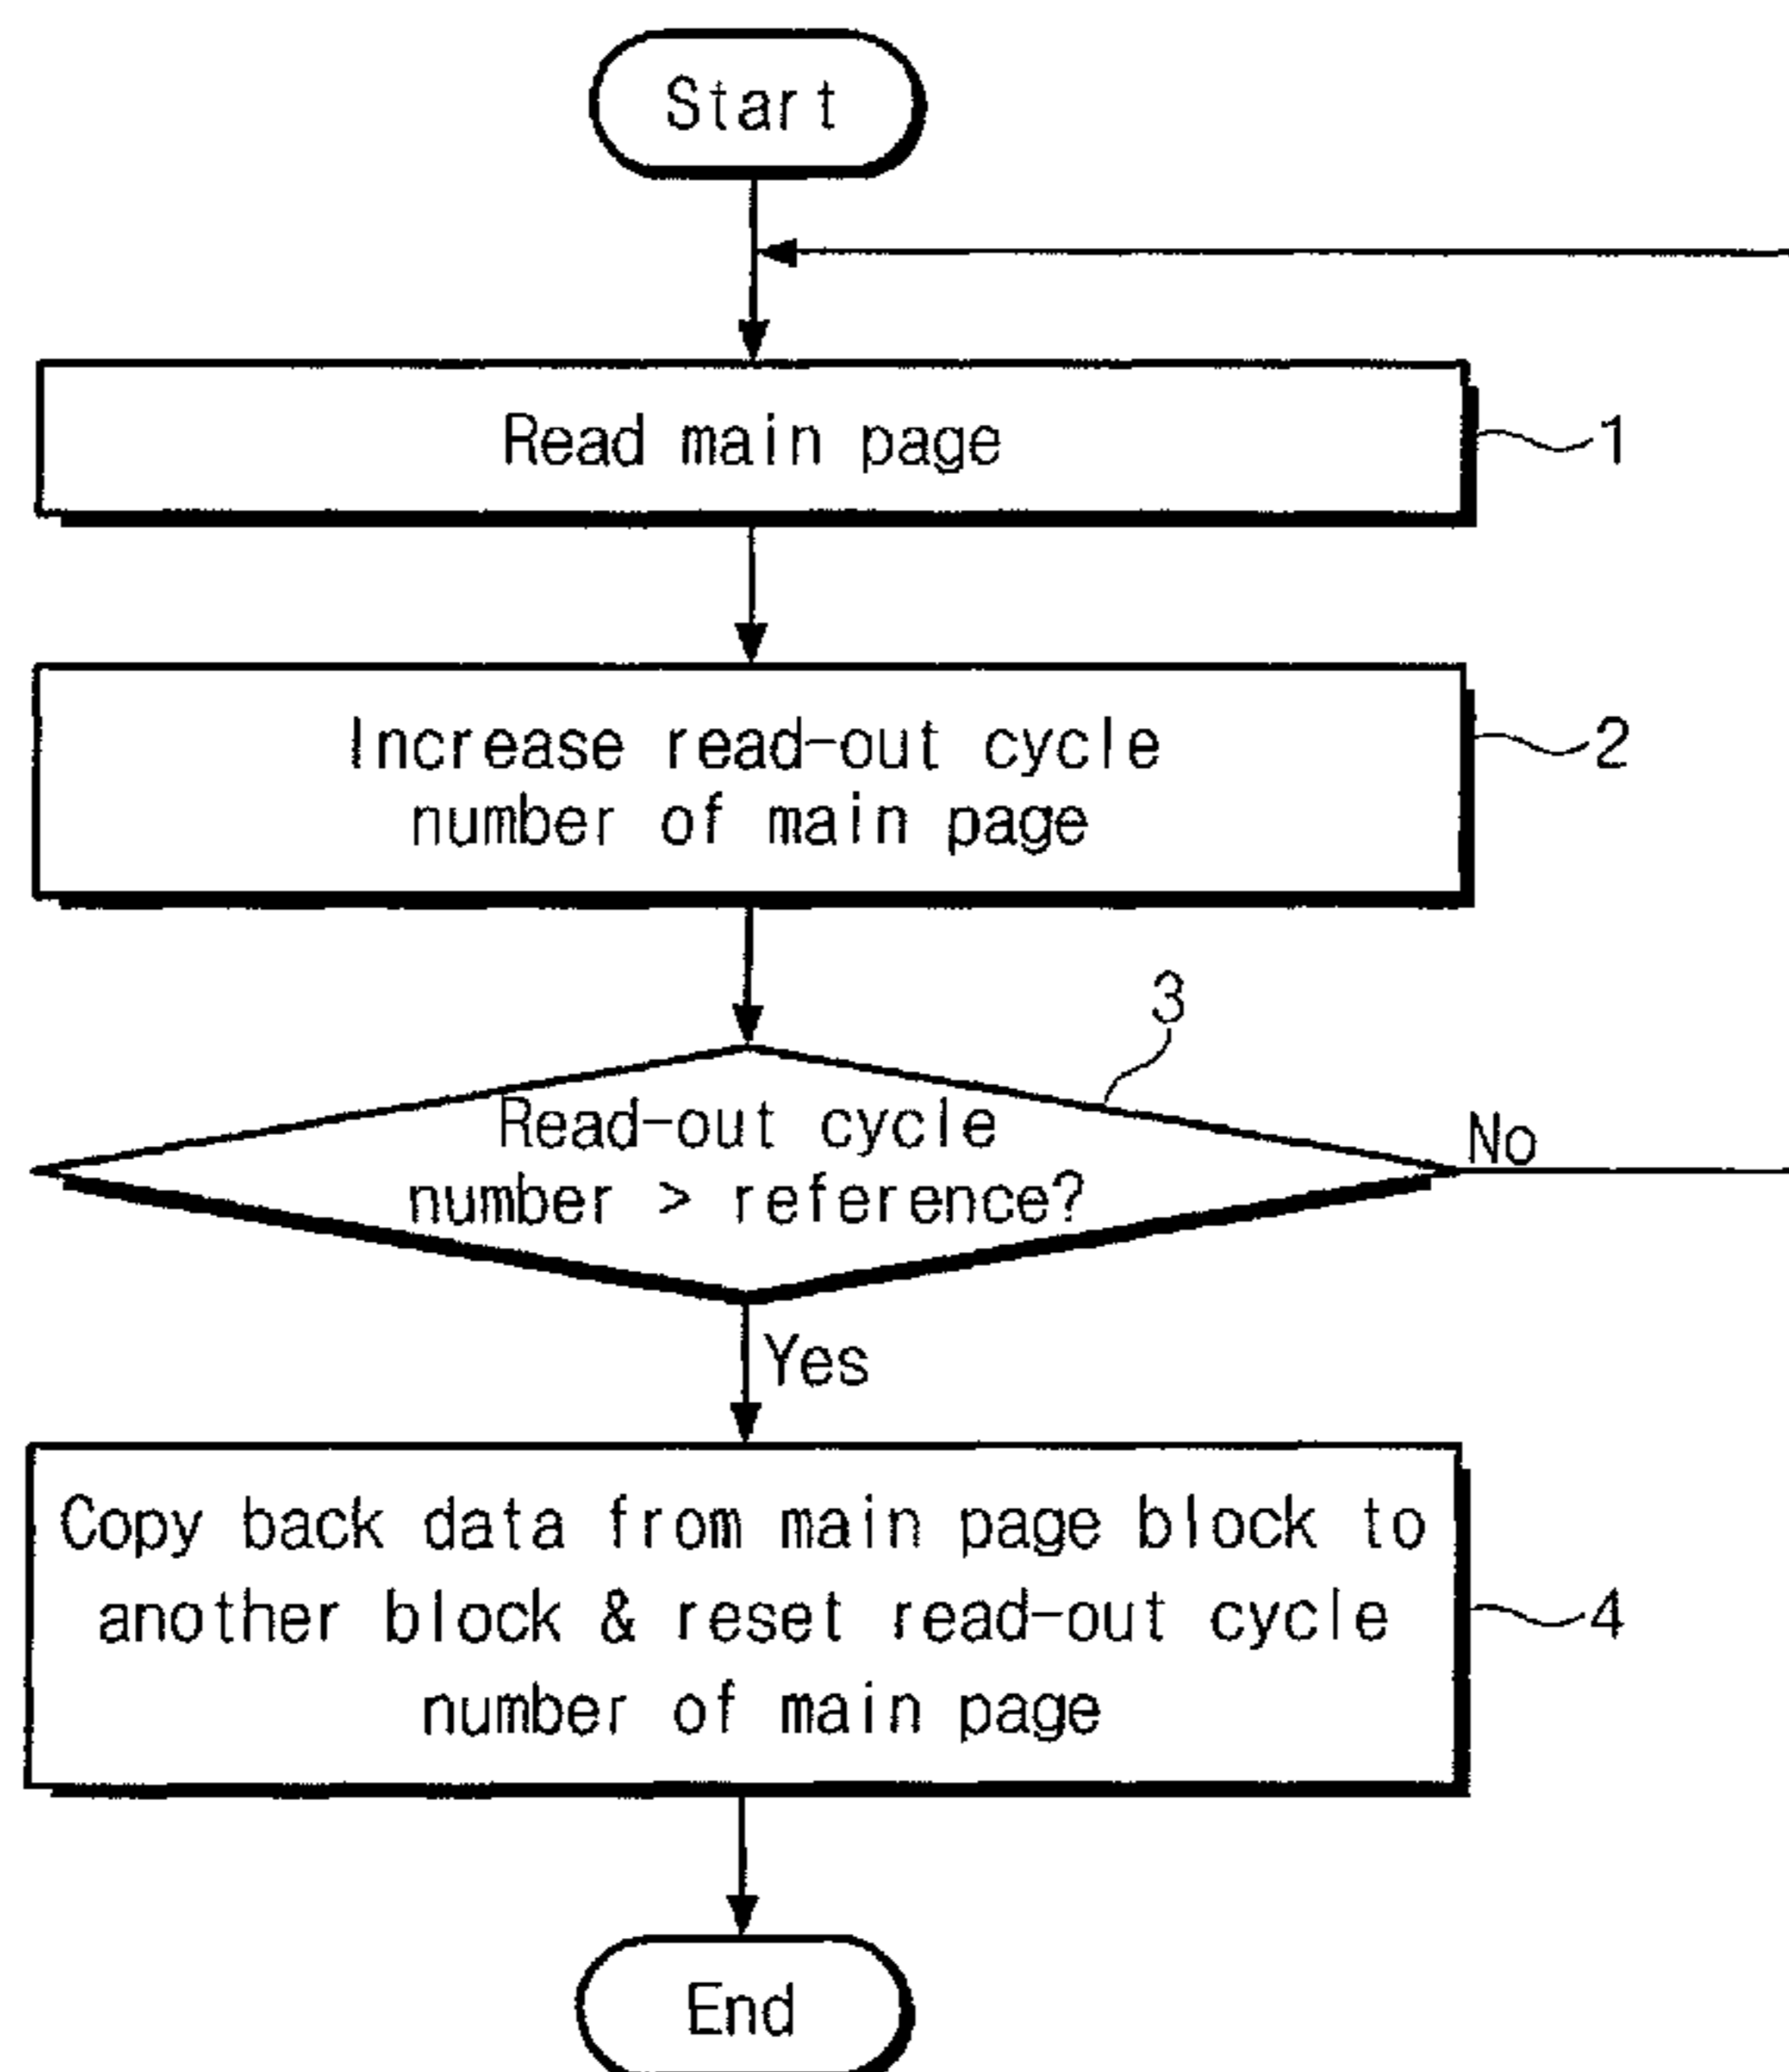 Start
Read main page
1
Increase read-out cycle
number of main page
2
3
Read-out cycle
number > reference?
No
Yes
Copy back data from main page block to
another block & reset read-out cycle
number of main page
4
End